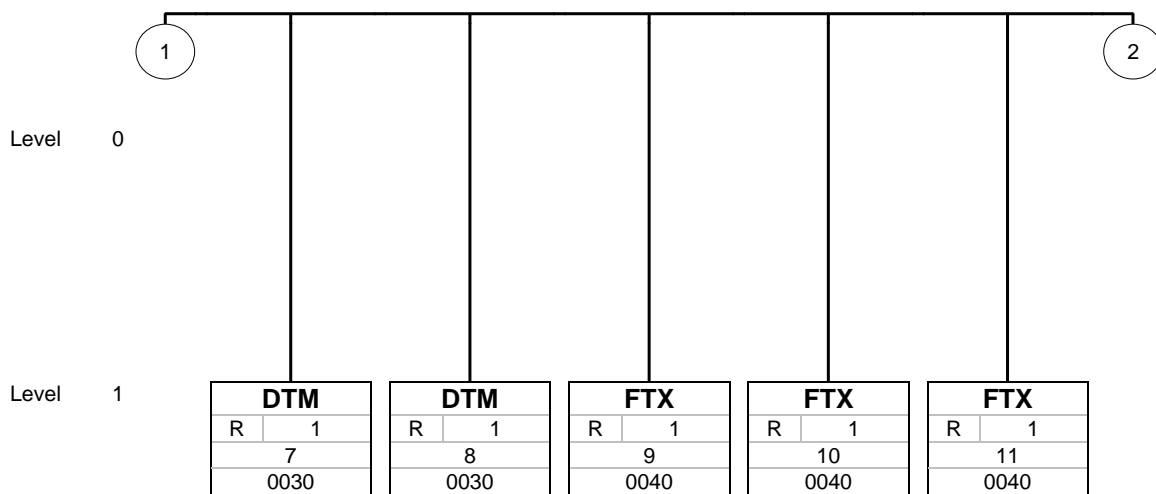 1 2
Level 0
Level 1
DTM DTM FTX FTX FTX
R 1 R 1 R 1 R 1 R 1
7 8 9 10 11
0030 0030 0040 0040 0040